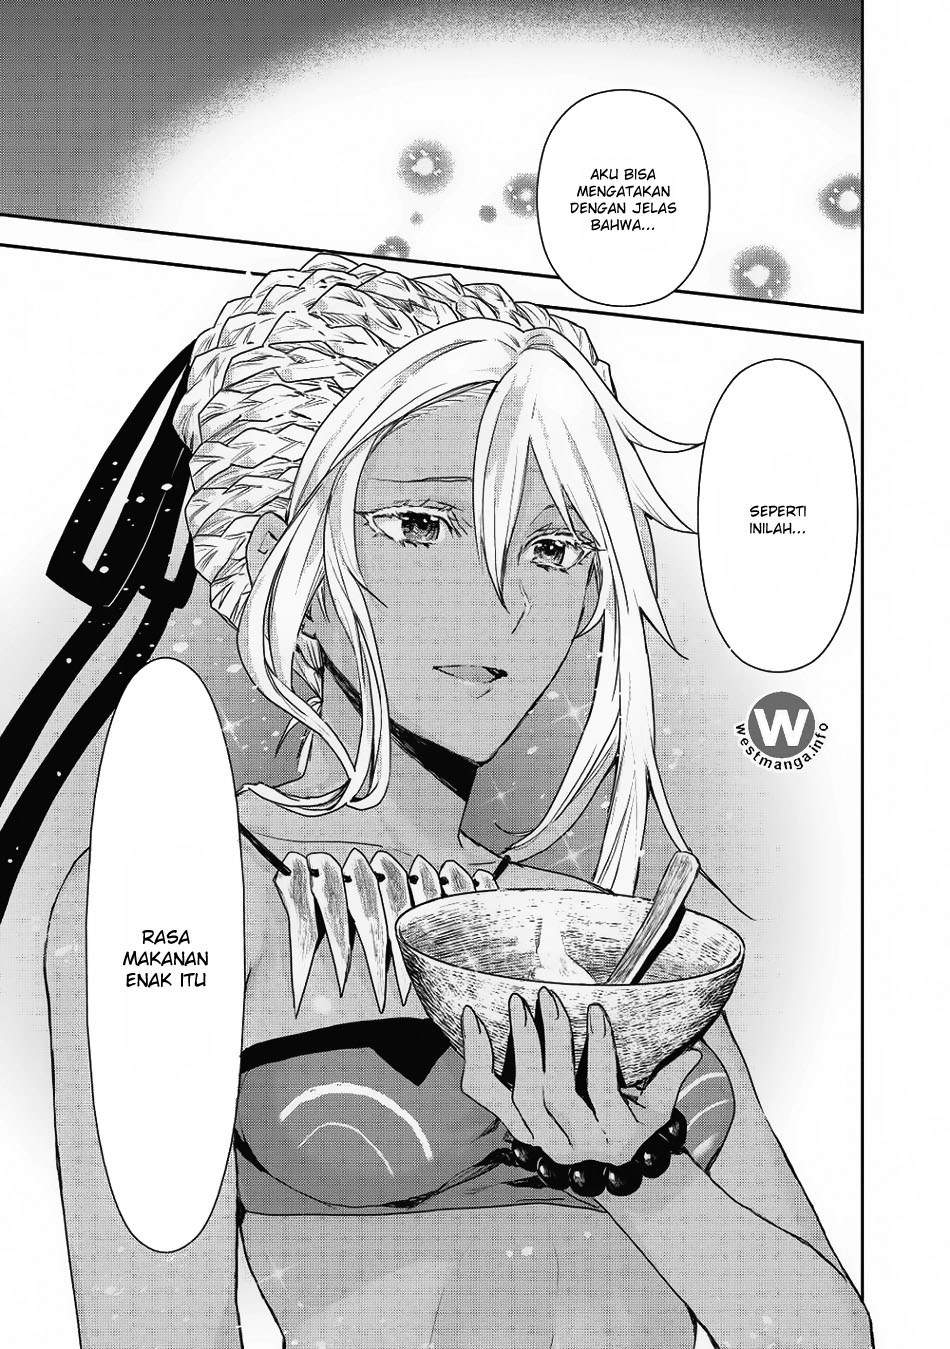 AKU BISA
MENGATAKAN
DENGAN JELAS
BAHWA...
SEPERTI
INILAH...
W
westmanga.info
RASA
MAKANAN
ENAK ITU